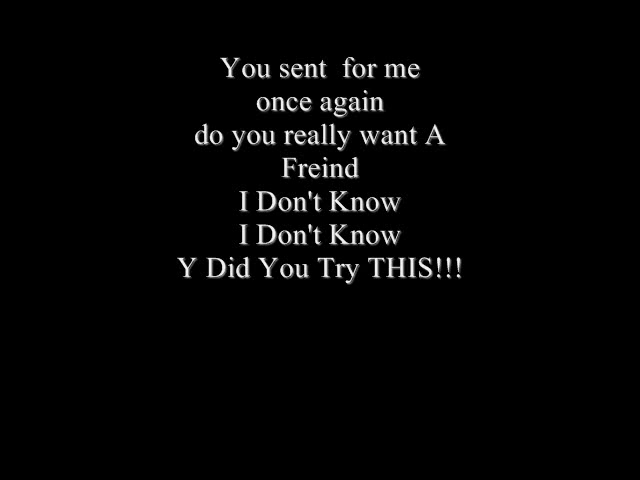 You sent  for me
once again
do you really want A
Freind
I Don't Know
I Don't Know
Y Did You Try THIS!!!